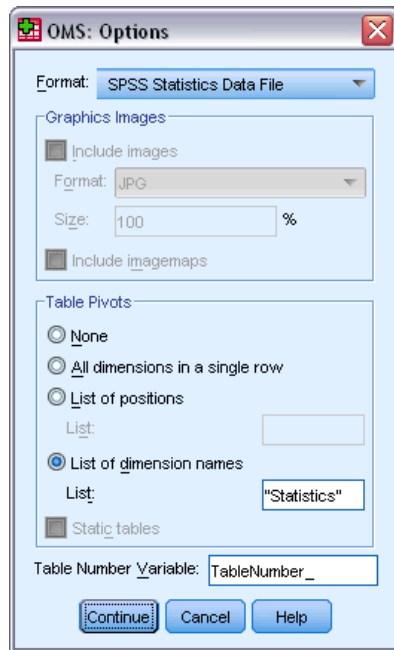 OMS: Options
Format: SPSS Statistics Data File
Graphics Images
Include images
Format: JPG
Size: 100 %
Include imagemaps
Table Pivots
None
All dimensions in a single row
List of positions
List:
List of dimension names
List: "Statistics"
Static tables
Table Number Variable: TableNumber_
Continue Cancel Help